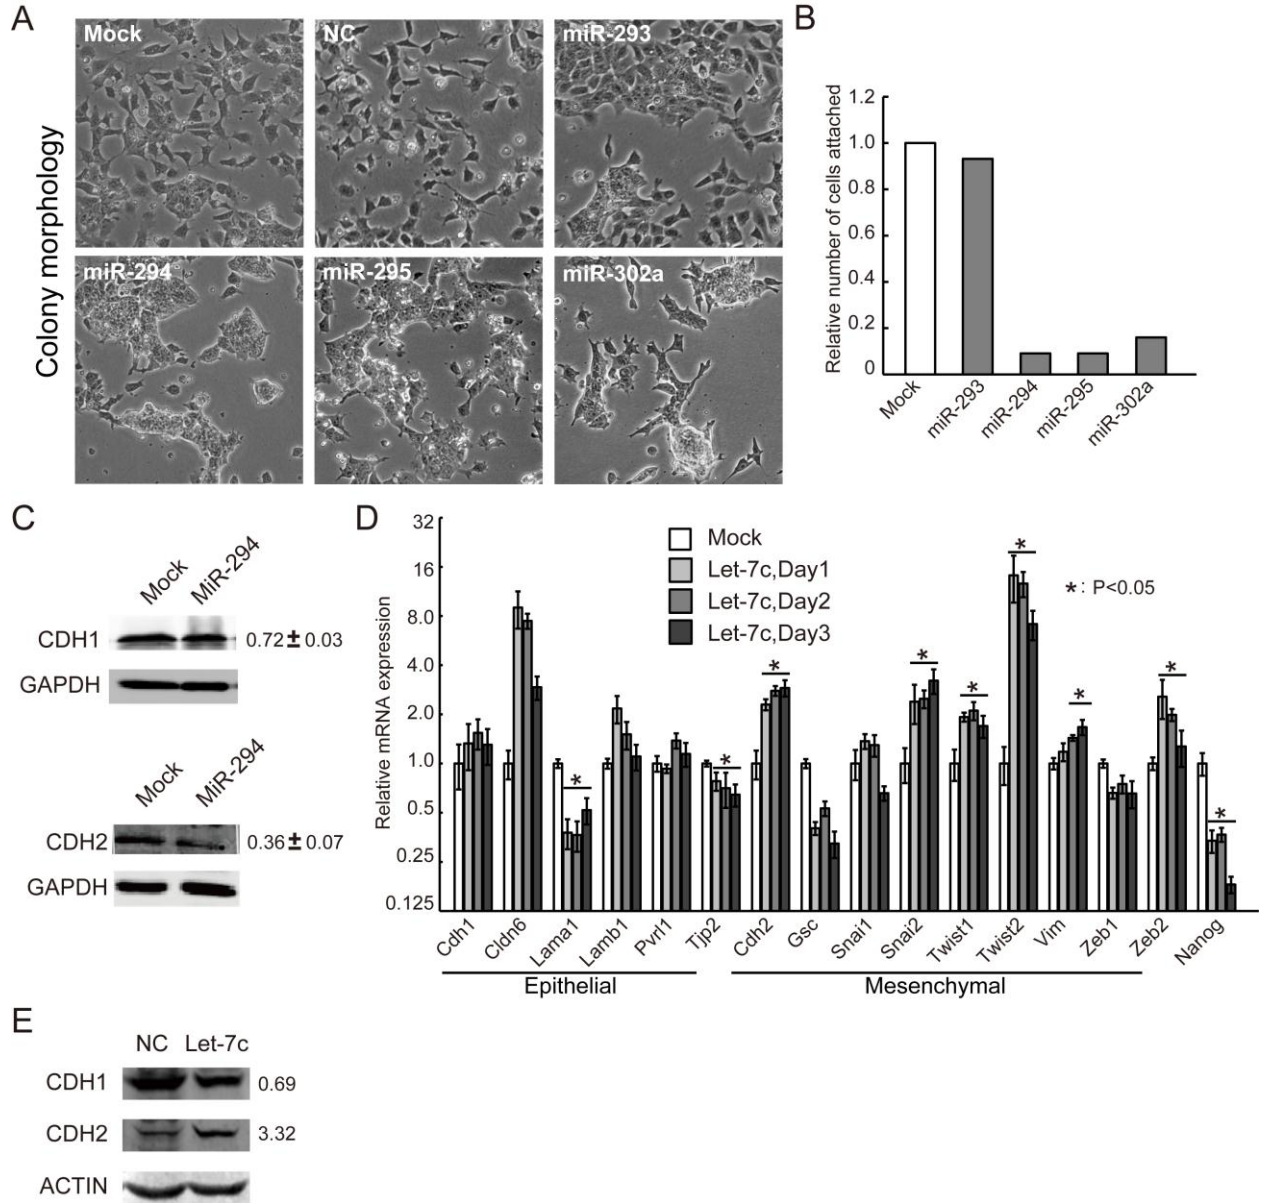 A
Colony morphology
Mock
NC
miR-293
miR-294
miR-295
miR-302a
B
Relative number of cells attached
1.2
1.0
0.8
0.6
0.4
0.2
0
Mock
miR-293
miR-294
miR-295
miR-302a
C
Mock
MiR-294
CDH1
0.72 ± 0.03
GAPDH
Mock
MiR-294
CDH2
0.36 ± 0.07
GAPDH
D
Relative mRNA expression
32
16
8.0
4.0
2.0
1.0
0.5
0.25
0.125
Mock
Let-7c,Day1
Let-7c,Day2
Let-7c,Day3
*: P<0.05
*
*
*
*
*
*
*
*
*
Cdh1
Cldn6
Lama1
Lamb1
Pvrl1
Tjp2
Cdh2
Gsc
Snai1
Snai2
Twist1
Twist2
Vim
Zeb1
Zeb2
Nanog
Epithelial
Mesenchymal
E
NC Let-7c
CDH1
0.69
CDH2
3.32
ACTIN